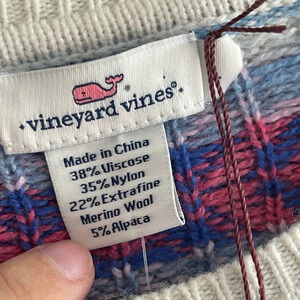 vineyard vines®
Made in China
38% Viscose
35% Nylon
22% Extrafine
Merino Wool
5% Alpaca